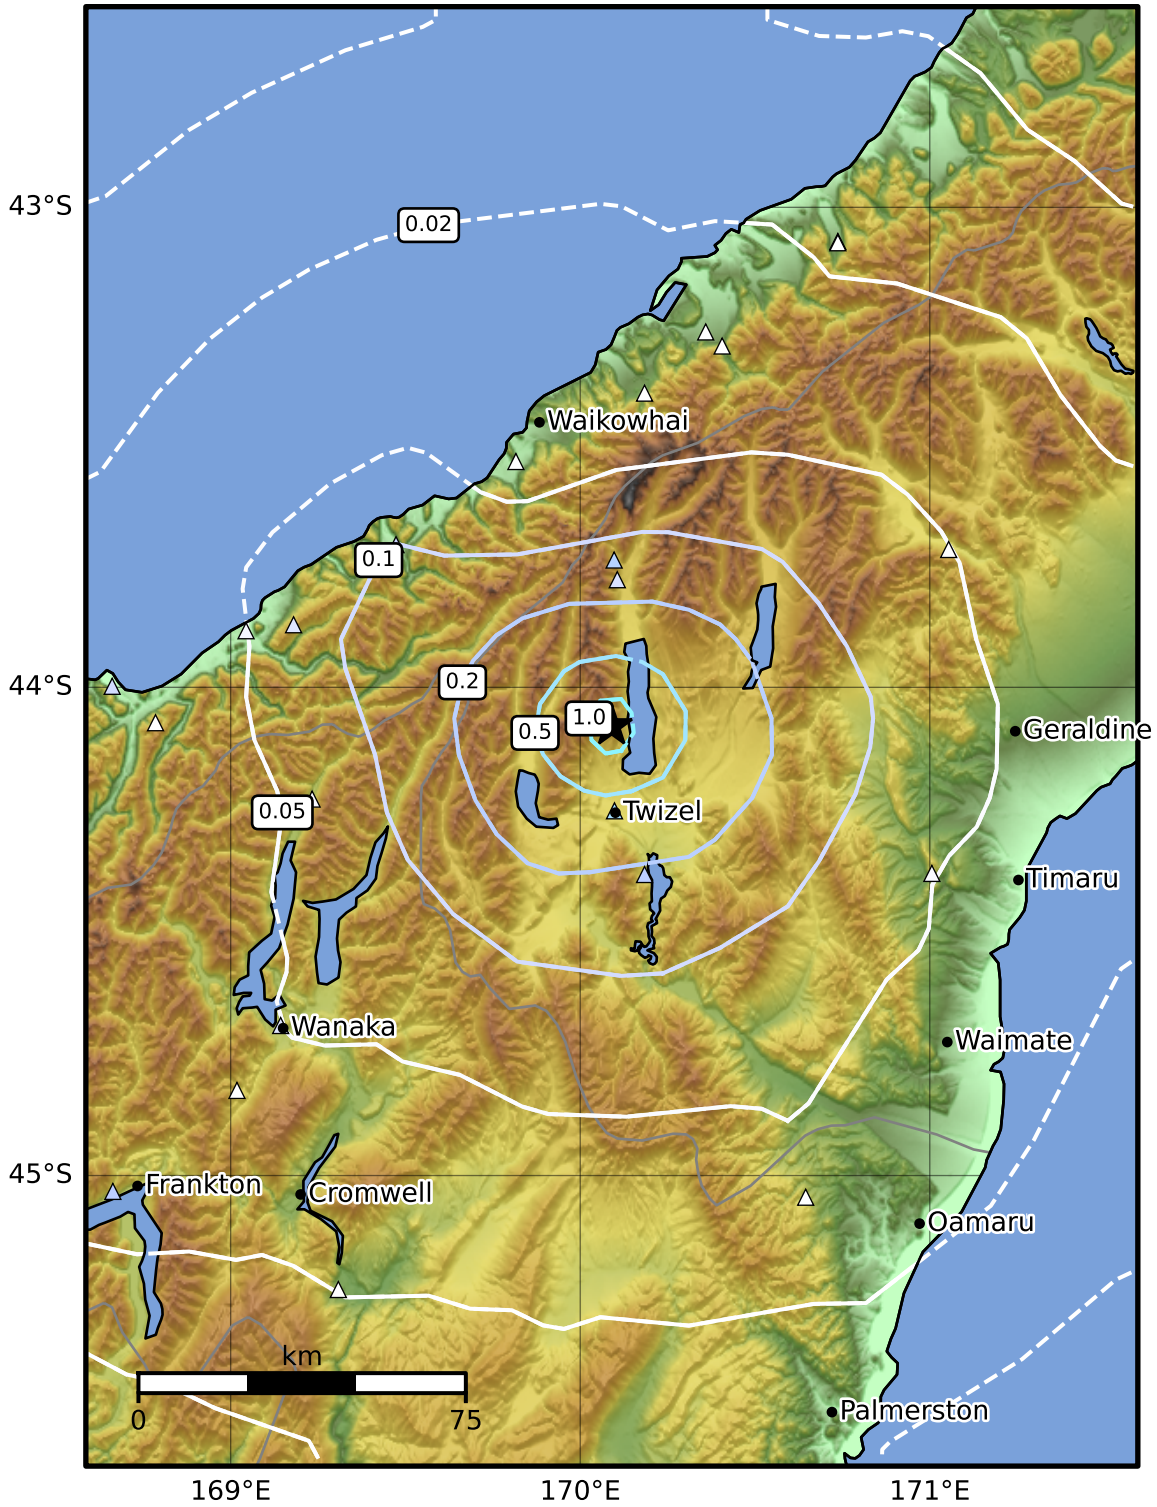 43°S
0.02
Waikowhai
0.1
44°S
0.2
1.0
0.5
Geraldine
0.05
Twizel
Timaru
Wanaka
Waimate
45°S
Frankton
Cromwell
Oamaru
km
0 75
Palmerston
169°E 170°E 171°E